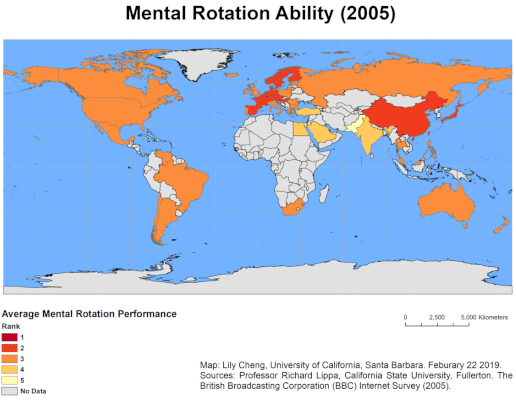 Mental Rotation Ability (2005)
Average Mental Rotation Performance
Rank
1
2
3
4
5
No Data
0 2,500 5,000 Kilometers
Map: Lily Cheng, University of California, Santa Barbara. Feburary 22 2019.
Sources: Professor Richard Lippa, California State University, Fullerton. The
British Broadcasting Corporation (BBC) Internet Survey (2005).